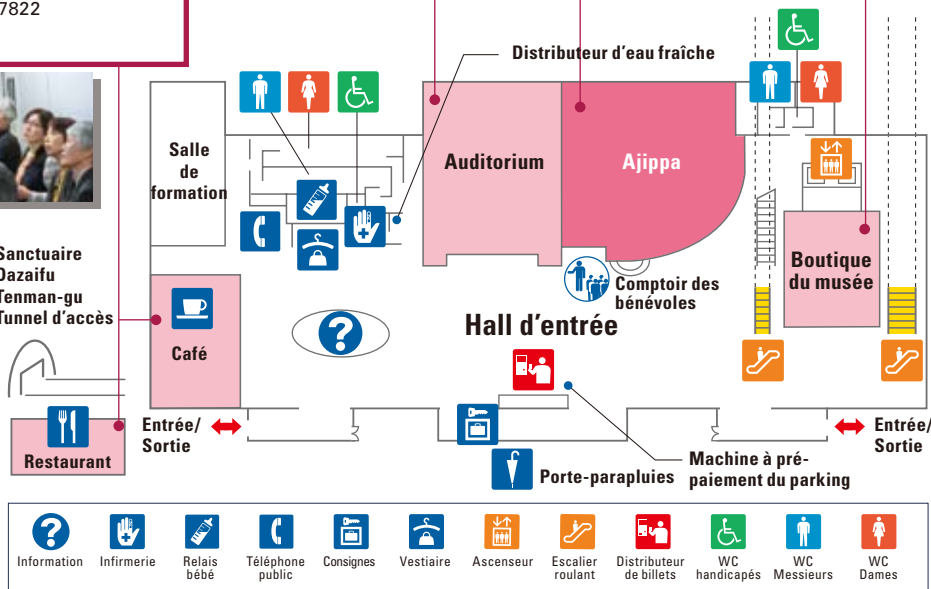 7822
Distributeur d'eau fraîche
Salle
de
formation
Auditorium
Ajippa
Sanctuaire
Dazaifu
Tenman-gu
Tunnel d'accès
Boutique
du musée
Comptoir des
bénévoles
Hall d'entrée
Café
Entrée/
Sortie
Entrée/
Sortie
Restaurant
Porte-parapluies
Machine à pré-
paiement du parking
Information
Infirmerie
Relais
bébé
Téléphone
public
Consignes
Vestiaire
Ascenseur
Escalier
roulant
Distributeur
de billets
WC
handicapés
WC
Messieurs
WC
Dames